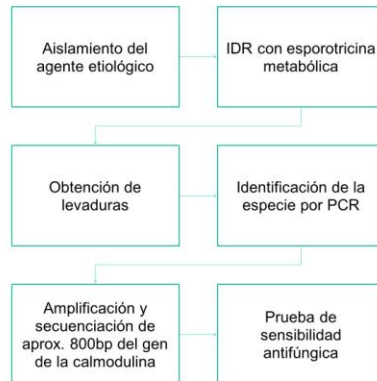 Aislamiento del
agente etiológico
IDR con esporotricina
metabólica
Obtención de
levaduras
Identificación de la
especie por PCR
Amplificación y
secuenciación de
aprox. 800bp del gen
de la calmodulina
Prueba de
sensibilidad
antifúngica